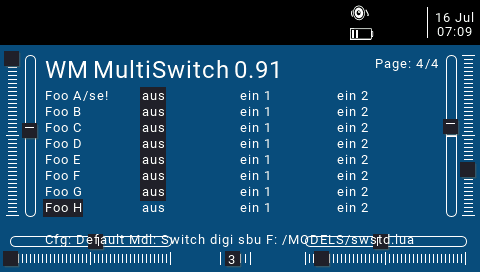 16 Jul
07:09
WM MultiSwitch 0.91
Page: 4/4
Foo A/se! aus ein 1 ein 2
Foo B aus ein 1 ein 2
Foo C aus ein 1 ein 2
Foo D aus ein 1 ein 2
Foo E aus ein 1 ein 2
Foo F aus ein 1 ein 2
Foo G aus ein 1 ein 2
Foo H aus ein 1 ein 2
Cfg: Default Mdl: Switch digi sbu F: /MODELS/swstd.lua
3